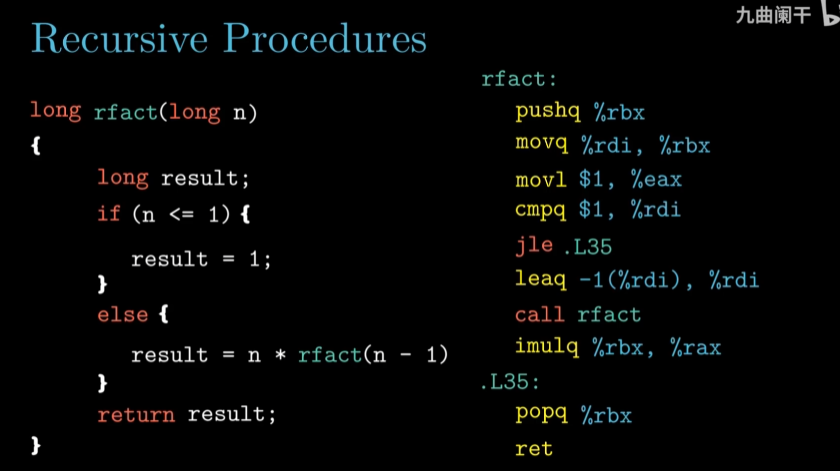 九曲阑干
Recursive Procedures
long rfact(long n)
{
long result;
if (n <= 1) {
result = 1;
}
else {
result = n * rfact(n - 1)
}
return result;
}
rfact:
pushq %rbx
movq %rdi, %rbx
movl $1, %eax
cmpq $1, %rdi
jle .L35
leaq -1(%rdi), %rdi
call rfact
imulq %rbx, %rax
.L35:
popq %rbx
ret